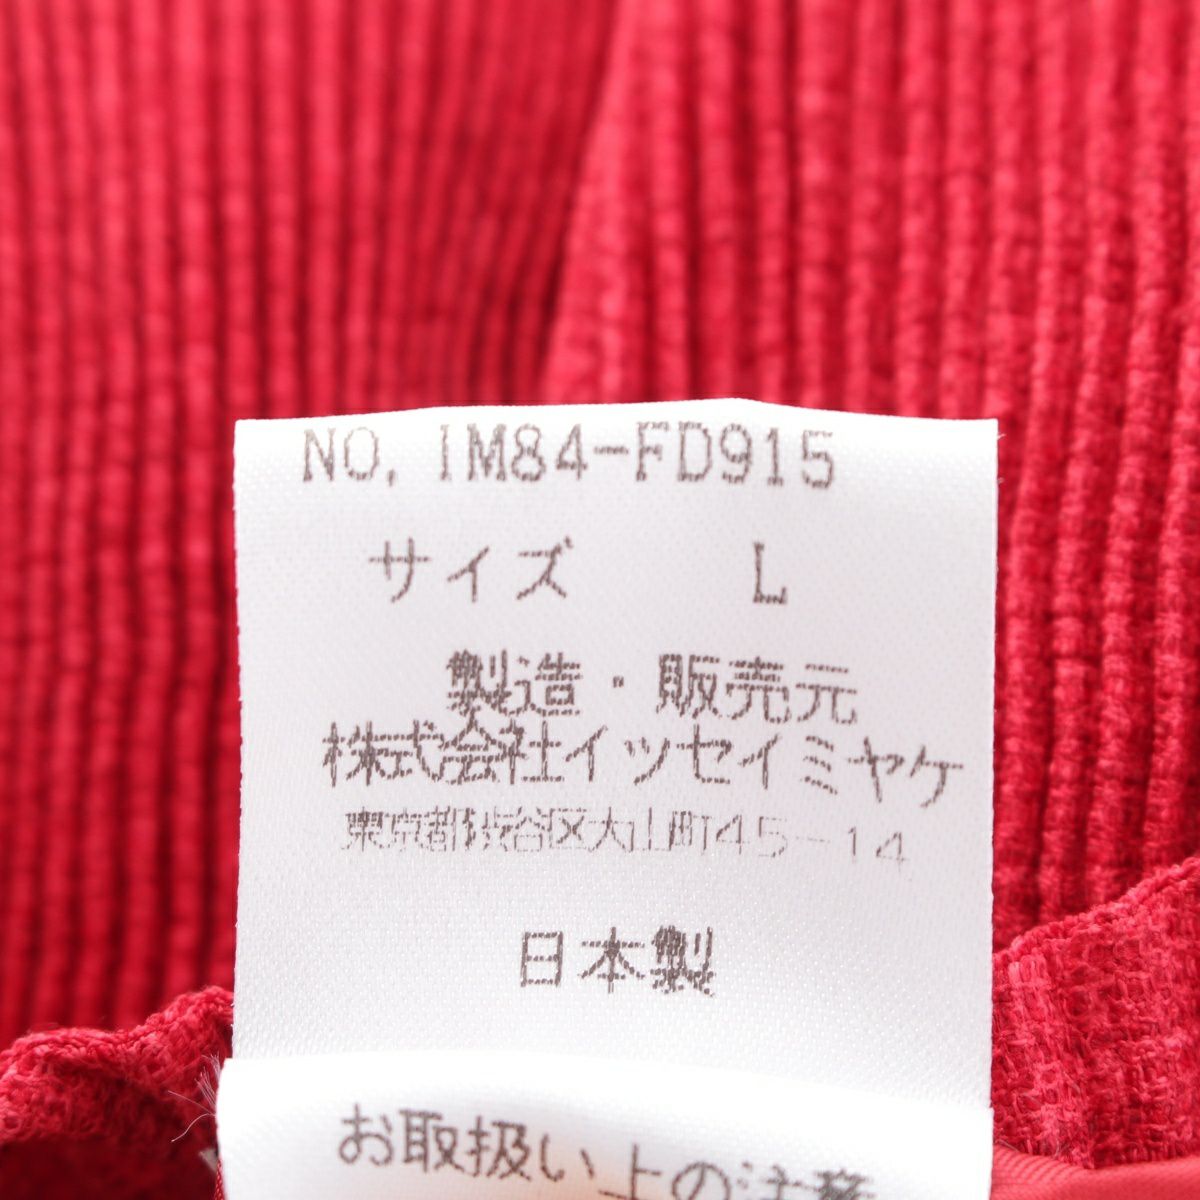 NO. IM84-FD915
サイズ L
製造・販売元
株式会社イッセイミヤケ
東京都渋谷区大山町45-14
日本製
お取扱い上の注意